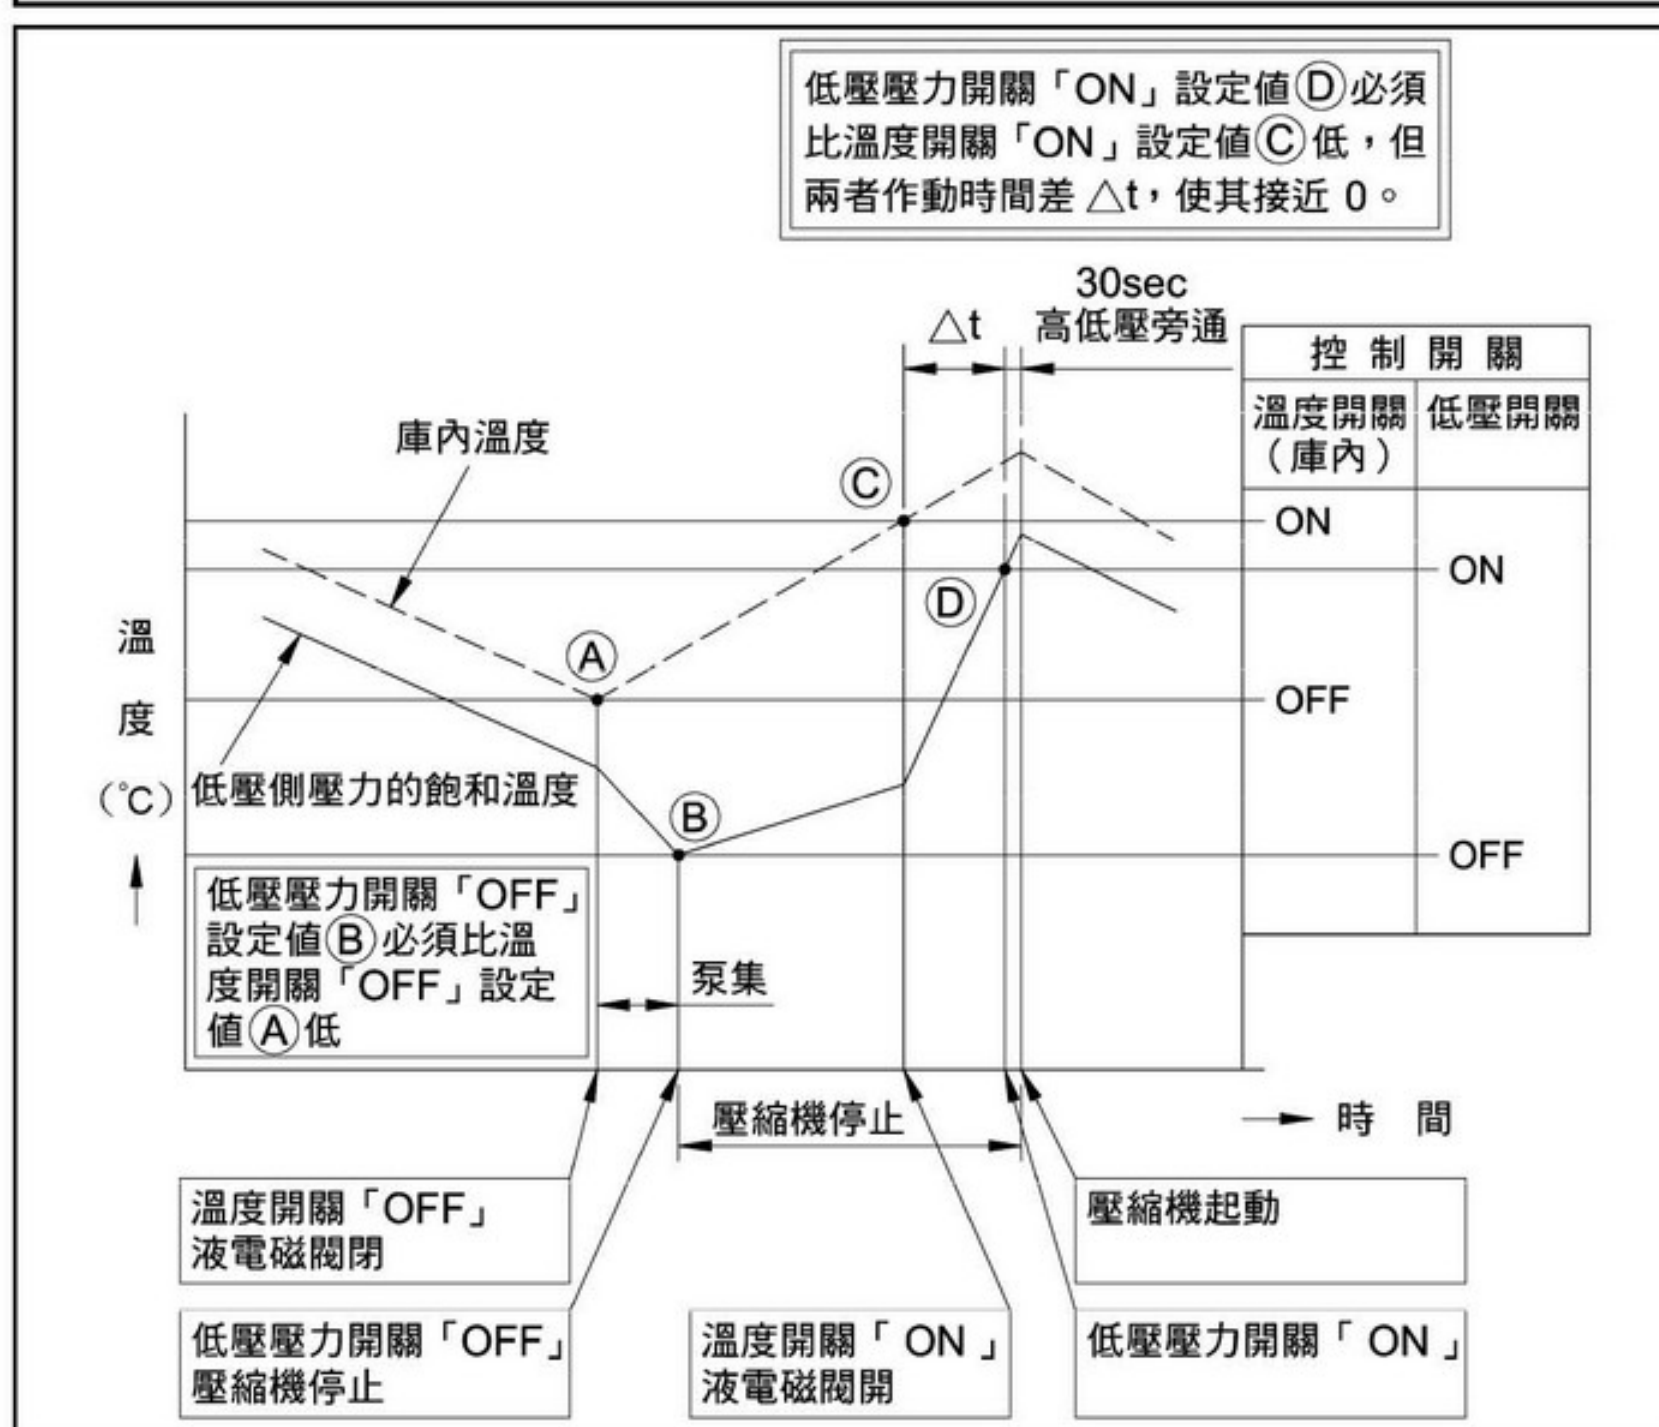 低壓壓力開關「ON」設定值Ⓓ必須
比溫度開關「ON」設定值Ⓒ低，但
兩者作動時間差 △t，使其接近 0。
30sec
△t
高低壓旁通
控制開關
溫度開關
（庫內）
低壓開關
庫內溫度
Ⓒ
ON
ON
Ⓓ
溫
度
（℃）
Ⓐ
OFF
低壓側壓力的飽和溫度
Ⓑ
OFF
低壓壓力開關「OFF」
設定值Ⓑ必須比溫
度開關「OFF」設定
值Ⓐ低
泵集
壓縮機停止
時 間
溫度開關「OFF」
液電磁閥閉
壓縮機起動
低壓壓力開關「OFF」
壓縮機停止
溫度開關「 ON 」
液電磁閥開
低壓壓力開關「 ON 」